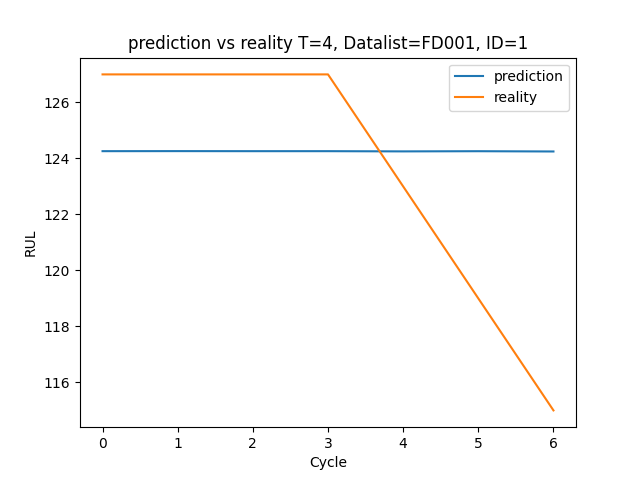 prediction vs reality T=4, Datalist=FD001, ID=1
prediction
reality
RUL
126
124
122
120
118
116
0 1 2 3 4 5 6
Cycle